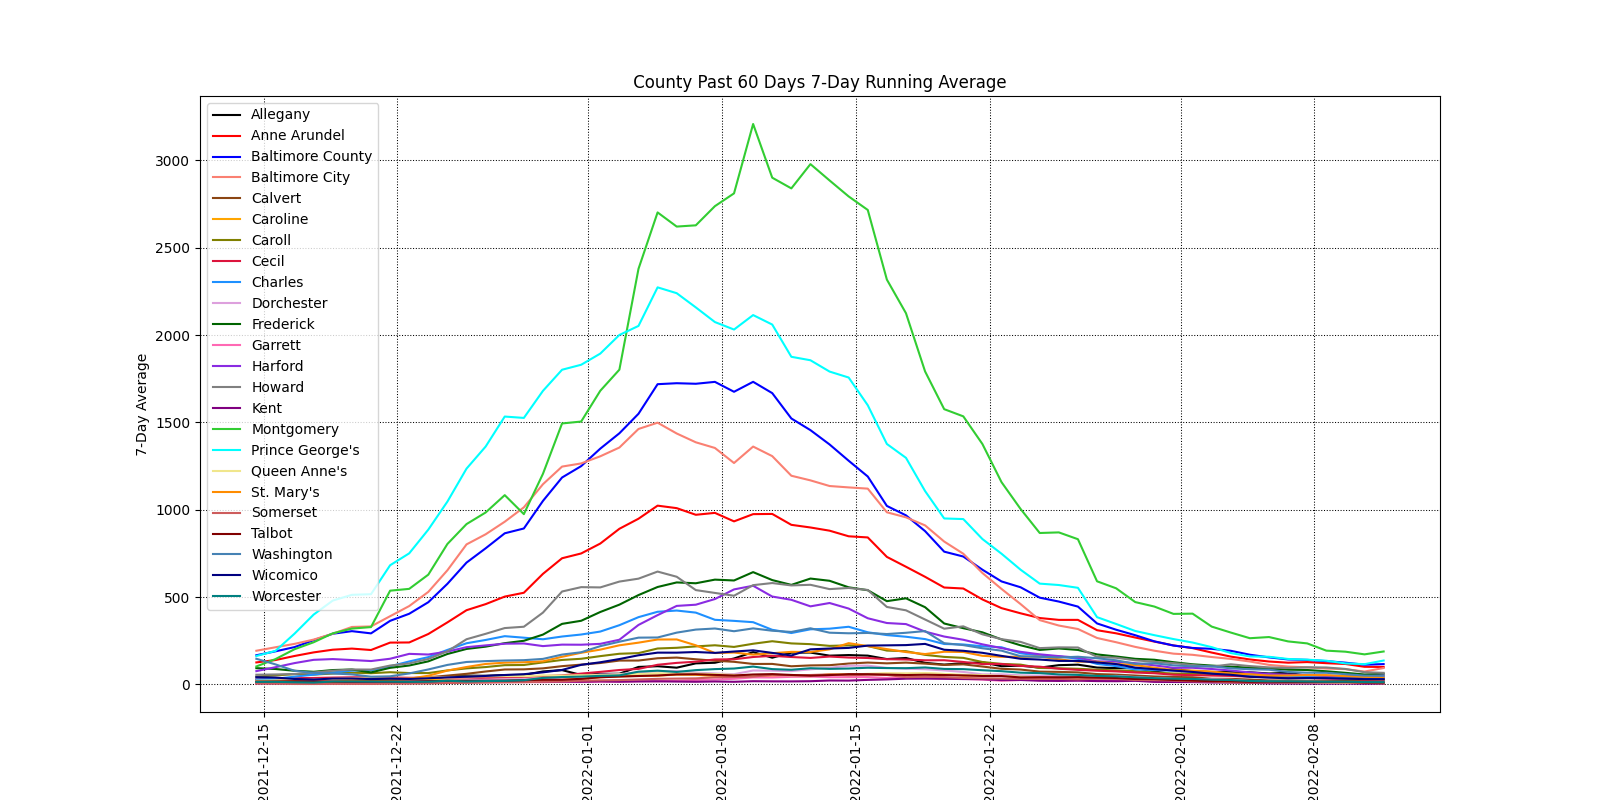 County Past 60 Days 7-Day Running Average
7-Day Average
3000
2500
2000
1500
1000
500
0
Allegany
Anne Arundel
Baltimore County
Baltimore City
Calvert
Caroline
Caroll
Cecil
Charles
Dorchester
Frederick
Garrett
Harford
Howard
Kent
Montgomery
Prince George's
Queen Anne's
St. Mary's
Somerset
Talbot
Washington
Wicomico
Worcester
2021-12-15
2021-12-22
2022-01-01
2022-01-08
2022-01-15
2022-01-22
2022-02-01
2022-02-08